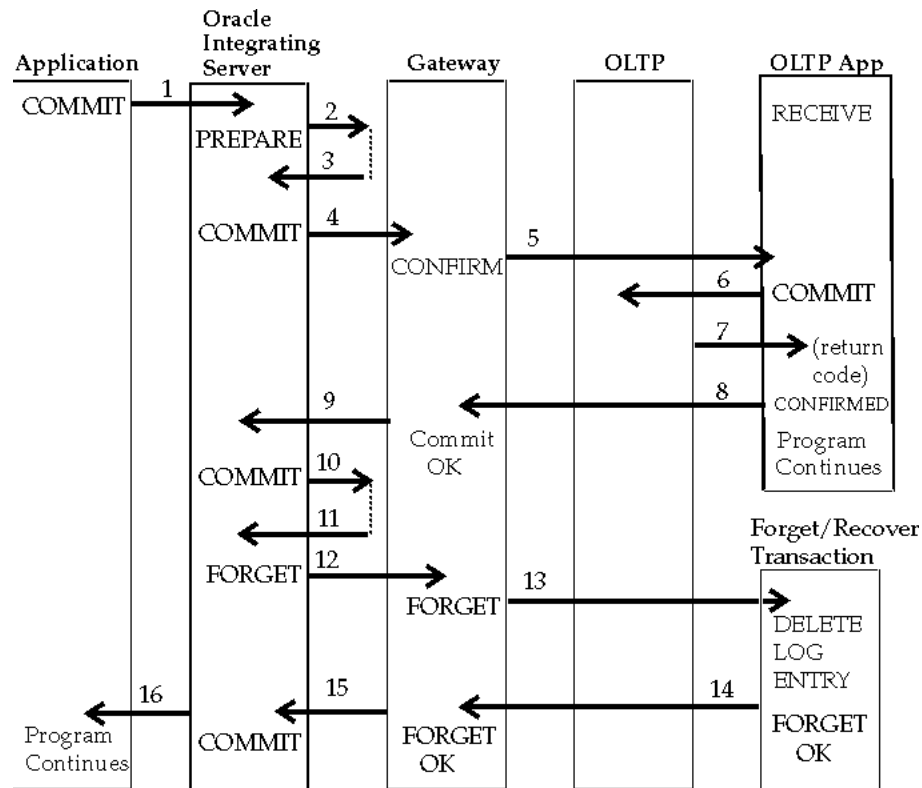 Oracle
Integrating
Server
Application
Gateway
OLTP
OLTP App
COMMIT
1
2
RECEIVE
PREPARE
3
COMMIT
4
5
CONFIRM
6
COMMIT
7
(return
code)
8
CONFIRMED
9
Commit
OK
Program
Continues
COMMIT
10
11
Forget/Recover
Transaction
FORGET
12
FORGET
13
DELETE
LOG
ENTRY
14
15
16
FORGET
OK
FORGET
OK
COMMIT
Program
Continues